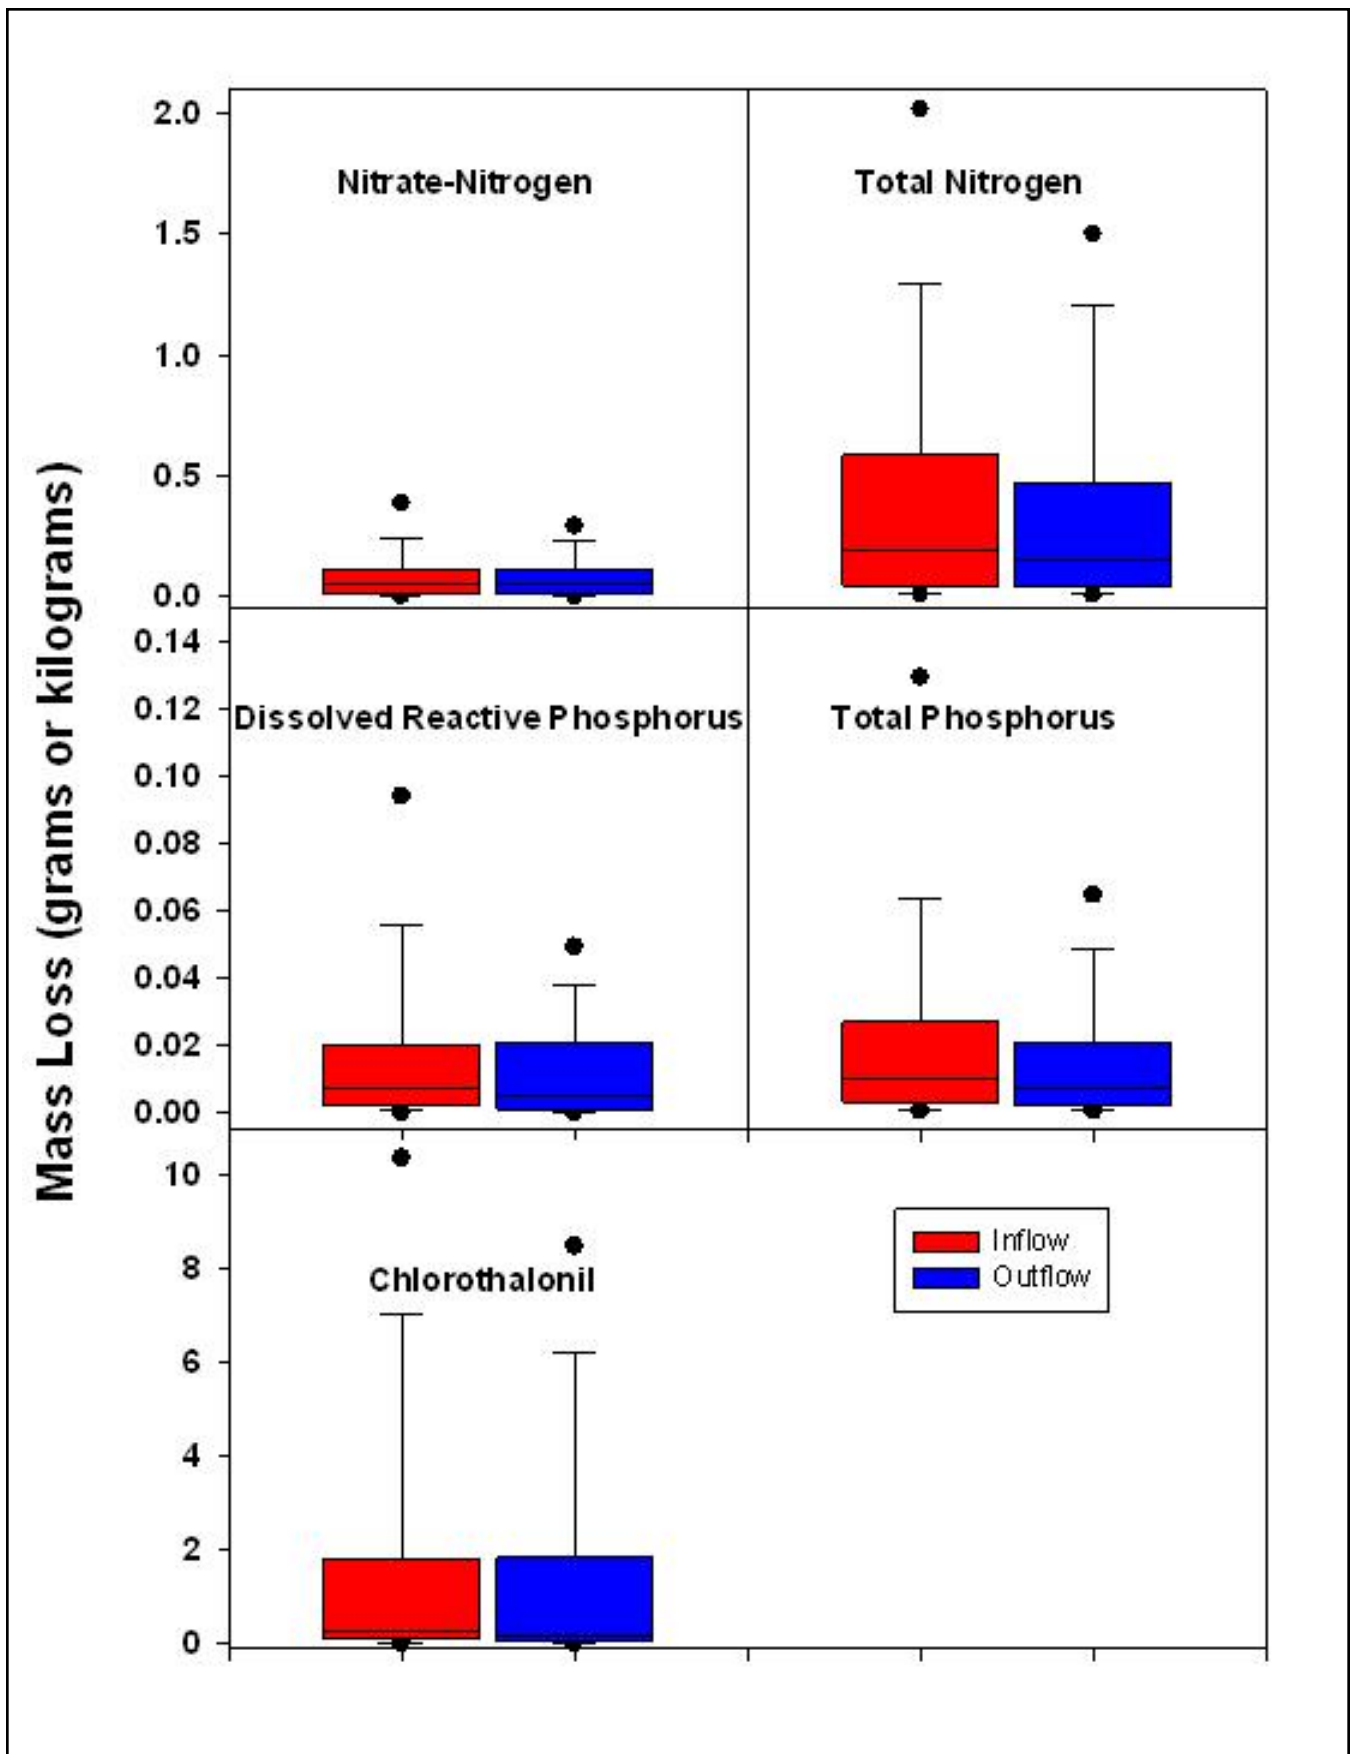 Mass Loss (grams or kilograms)
2.0
1.5
1.0
0.5
0.0
Nitrate-Nitrogen
Total Nitrogen
0.14
0.12
0.10
0.08
0.06
0.04
0.02
0.00
Dissolved Reactive Phosphorus
Total Phosphorus
10
8
6
4
2
0
Chlorothalonil
Inflow
Outflow